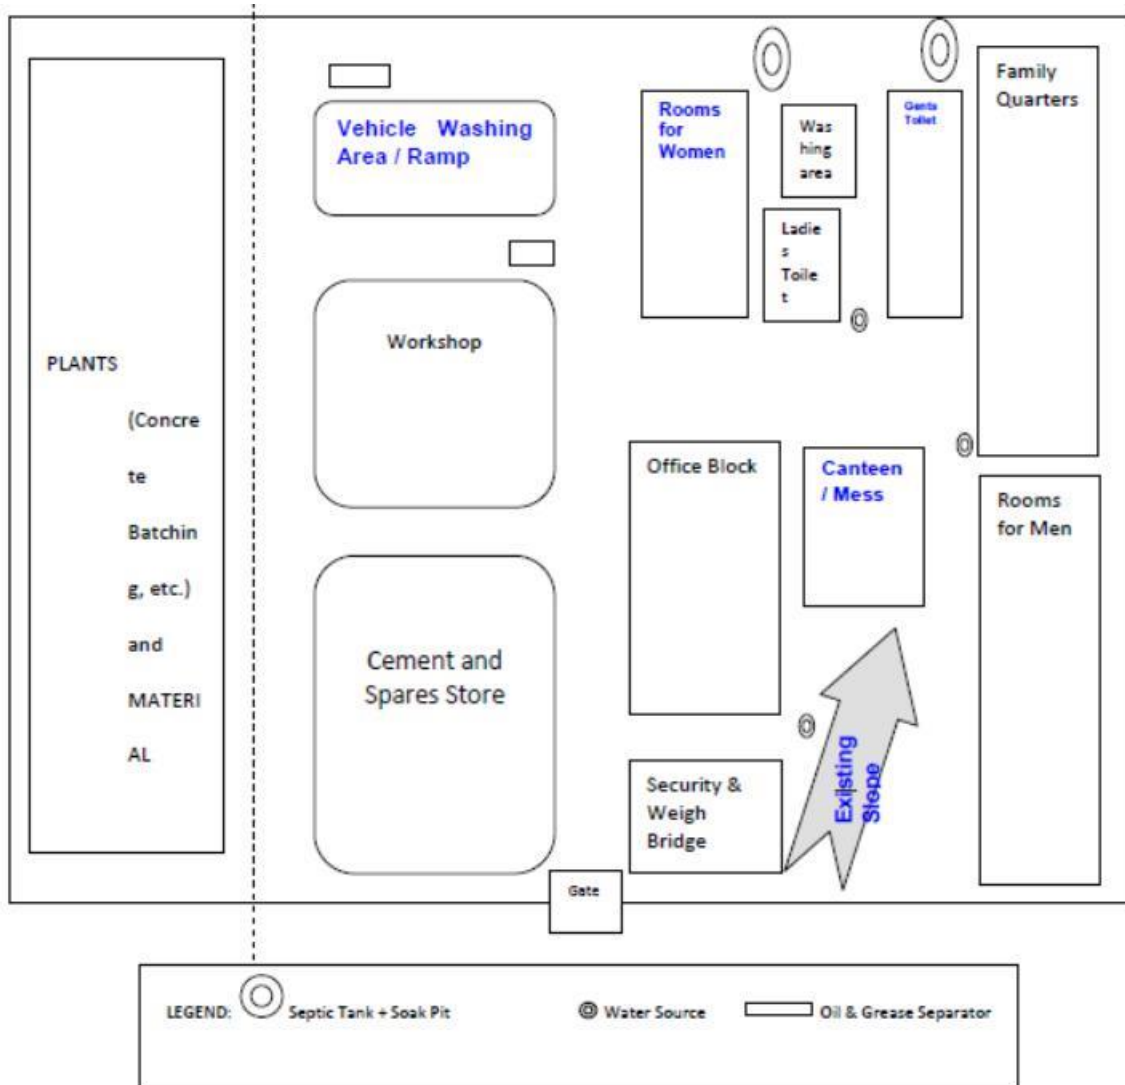 PLANTS
(Concre
te
Batchin
g, etc.)
and
MATERI
AL
Vehicle Washing
Area / Ramp
Workshop
Cement and
Spares Store
Rooms
for
Women
Was
hing
area
Ladie
s
Toile
t
Gents
Toilet
Family
Quarters
Office Block
Canteen
/ Mess
Rooms
for Men
Existing
Slope
Security &
Weigh
Bridge
Gate
LEGEND: Septic Tank + Soak Pit Water Source Oil & Grease Separator